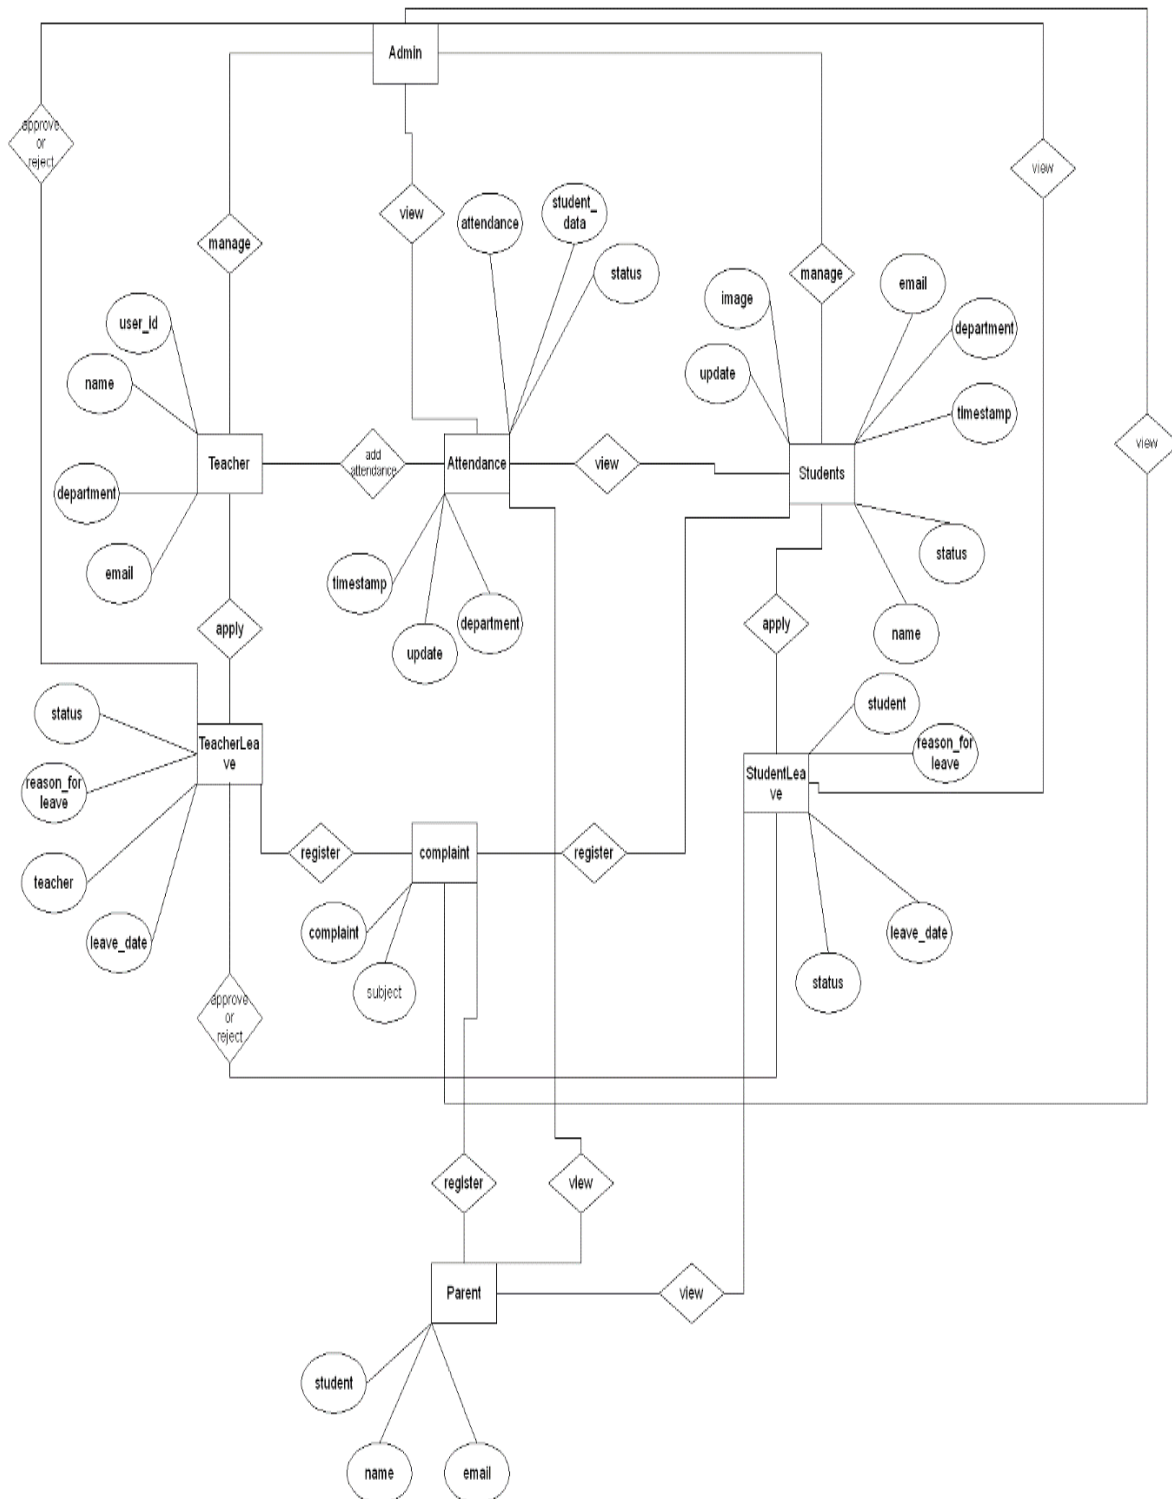 Admin
approve
or
reject
view
view
attendance
student_
data
status
manage
manage
email
image
department
user_id
update
name
timestamp
view
Teacher
add
attendance
Attendance
view
Students
department
status
email
timestamp
department
apply
apply
name
update
student
status
TeacherLea
ve
reason_for
leave
reason_for
leave
StudentLea
ve
register
complaint
register
teacher
complaint
leave_date
leave_date
subject
status
approve
or
reject
register
view
Parent
view
student
name
email